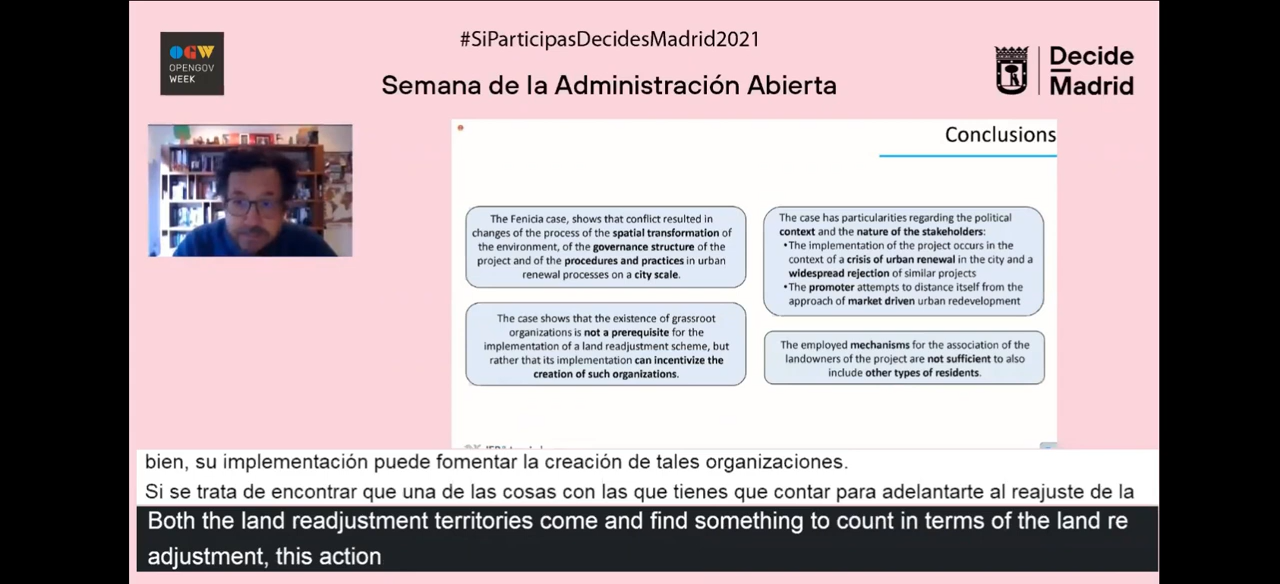 #SiParticipasDecidesMadrid2021
OGW
OPENGOV
WEEK
Semana de la Administración Abierta
Decide
Madrid
Conclusions
The Fenicia case, shows that conflict resulted in
changes of the process of the spatial transformation of
the environment, of the governance structure of the
project and of the procedures and practices in urban
renewal processes on a city scale.
The case shows that the existence of grassroot
organizations is not a prerequisite for the
implementation of a land readjustment scheme, but
rather that its implementation can incentivize the
creation of such organizations.
The case has particularities regarding the political
context and the nature of the stakeholders:
•The implementation of the project occurs in the
context of a crisis of urban renewal in the city and a
widespread rejection of similar projects
•The promoter attempts to distance itself from the
approach of market driven urban redevelopment
The employed mechanisms for the association of the
landowners of the project are not sufficient to also
include other types of residents.
bien, su implementación puede fomentar la creación de tales organizaciones.
Si se trata de encontrar que una de las cosas con las que tienes que contar para adelantarte al reajuste de la
Both the land readjustment territories come and find something to count in terms of the land re
adjustment, this action